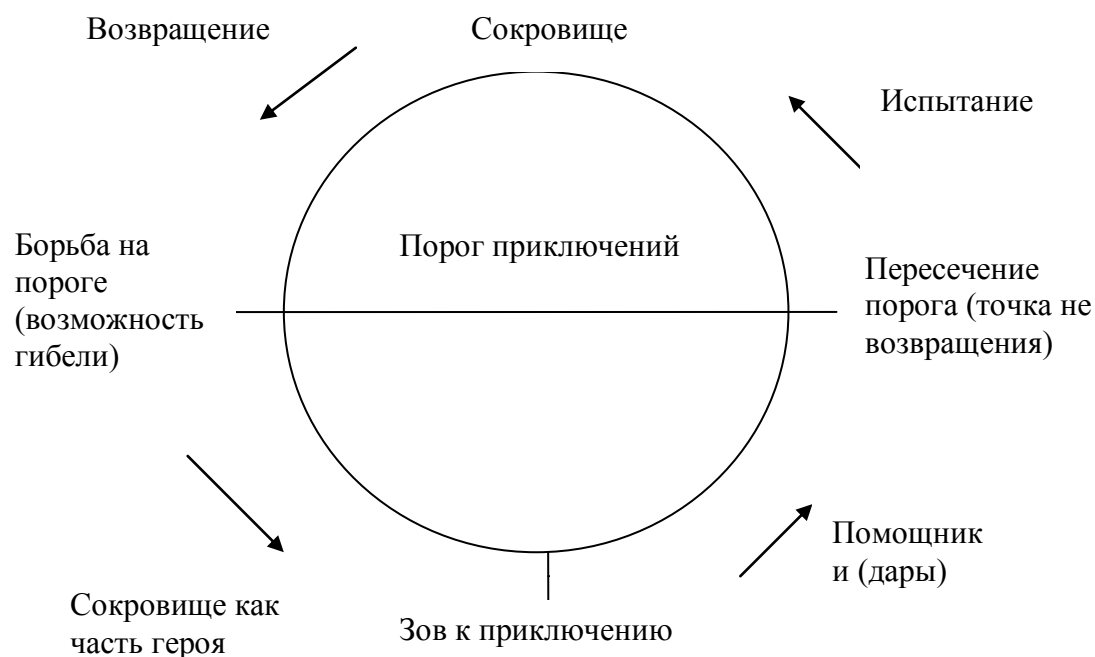 Возвращение
Сокровище
Испытание
Борьба на
пороге
(возможность
гибели)
Порог приключений
Пересечение
порога (точка не
возвращения)
Помощник
и (дары)
Сокровище как
часть героя
Зов к приключению